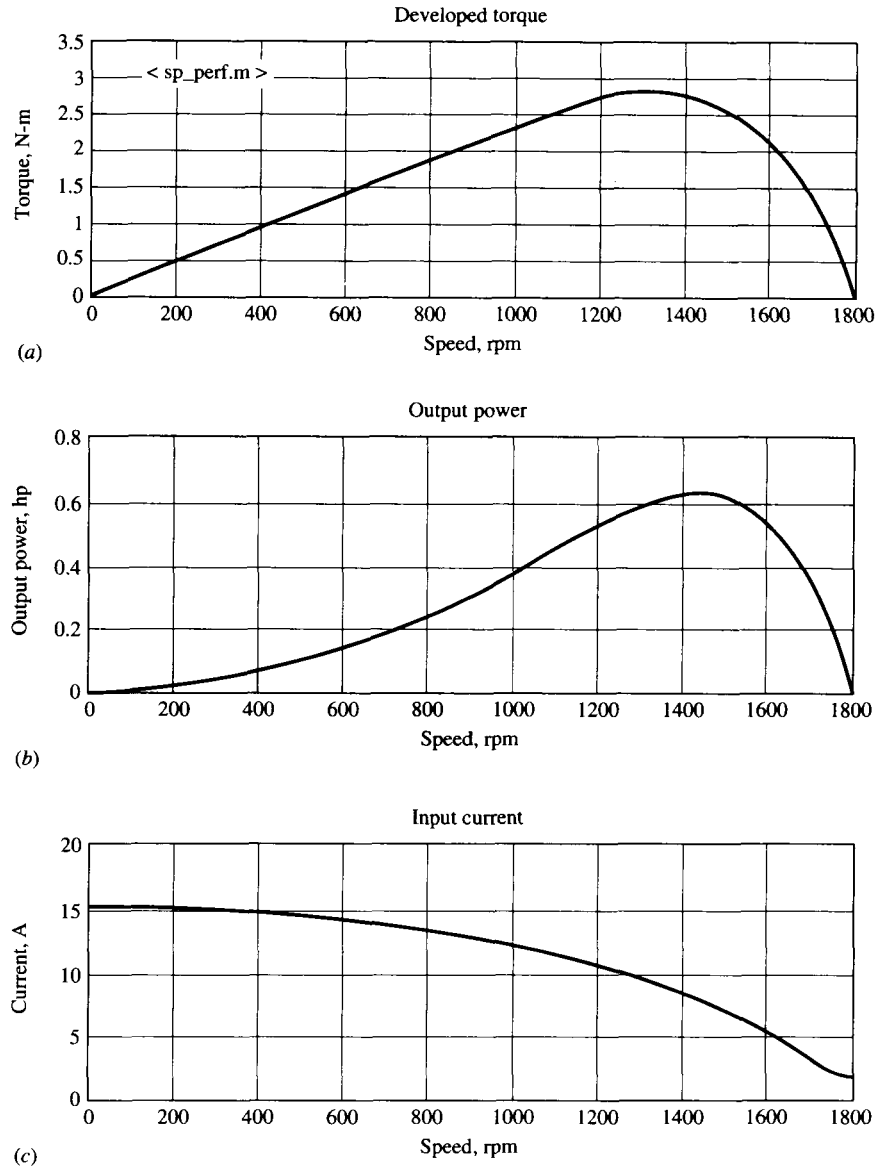 Developed torque
3.5
3
2.5
2
1.5
1
0.5
0
Torque, N-m
< sp_perf.m >
0 200 400 600 800 1000 1200 1400 1600 1800
Speed, rpm
(a)
Output power
0.8
0.6
0.4
0.2
0
Output power, hp
0 200 400 600 800 1000 1200 1400 1600 1800
Speed, rpm
(b)
Input current
20
15
10
5
0
Current, A
0 200 400 600 800 1000 1200 1400 1600 1800
Speed, rpm
(c)